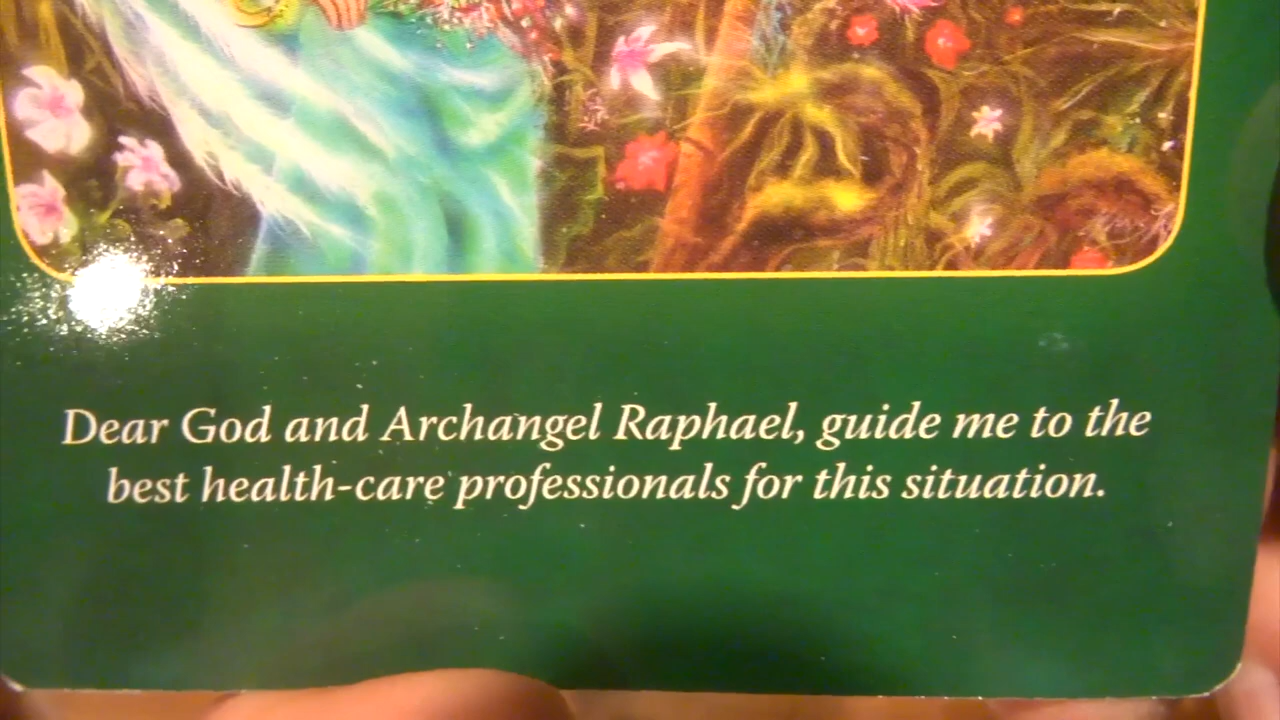 Dear God and Archangel Raphael, guide me to the
best health-care professionals for this situation.